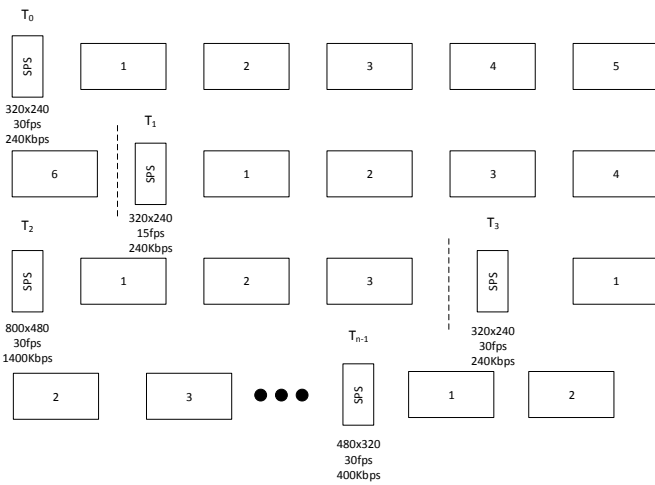 T0
SPS 1 2 3 4 5
320x240
30fps
240Kbps
T1
6 SPS 1 2 3 4
320x240
15fps
240Kbps
T2 T3
SPS 1 2 3 SPS 1
800x480
30fps
1400Kbps
320x240
30fps
240Kbps
Tn-1
2 3 SPS 1 2
480x320
30fps
400Kbps